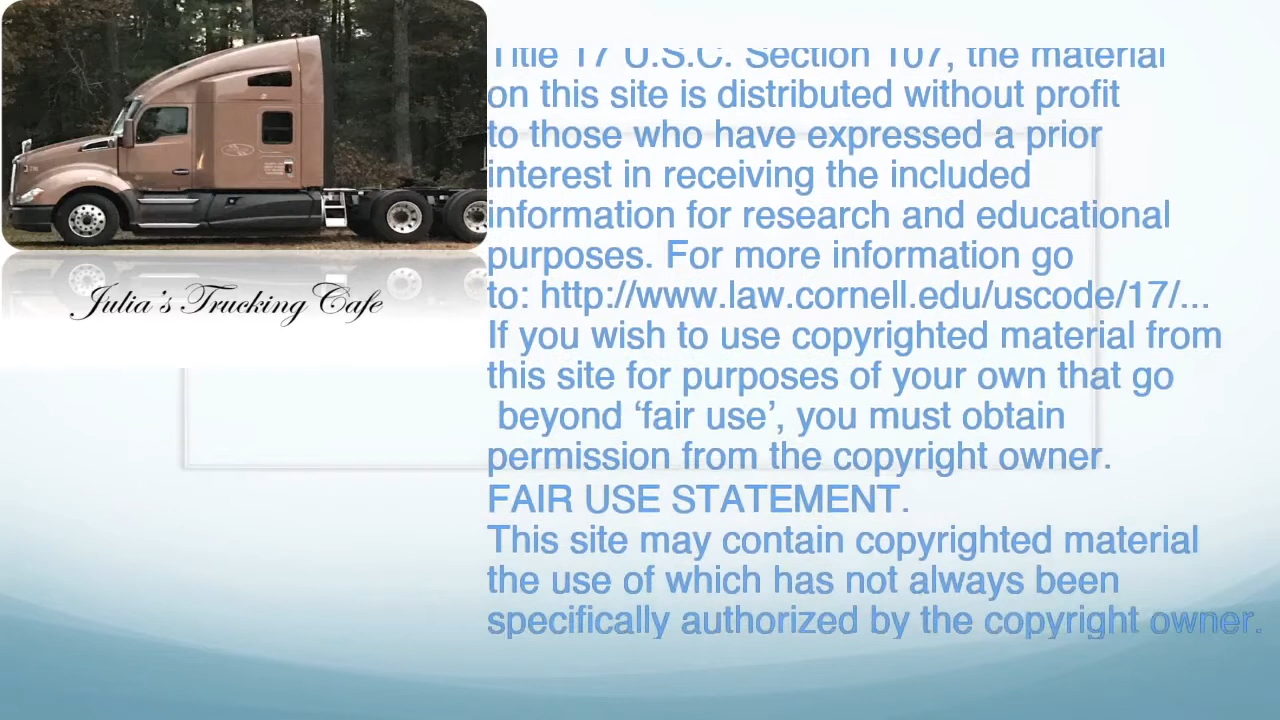 Julia's Trucking Cafe
Title 17 U.S.C. Section 107, the material
on this site is distributed without profit
to those who have expressed a prior
interest in receiving the included
information for research and educational
purposes. For more information go
to: http://www.law.cornell.edu/uscode/17/...
If you wish to use copyrighted material from
this site for purposes of your own that go
beyond ‘fair use’, you must obtain
permission from the copyright owner.
FAIR USE STATEMENT.
This site may contain copyrighted material
the use of which has not always been
specifically authorized by the copyright owner.